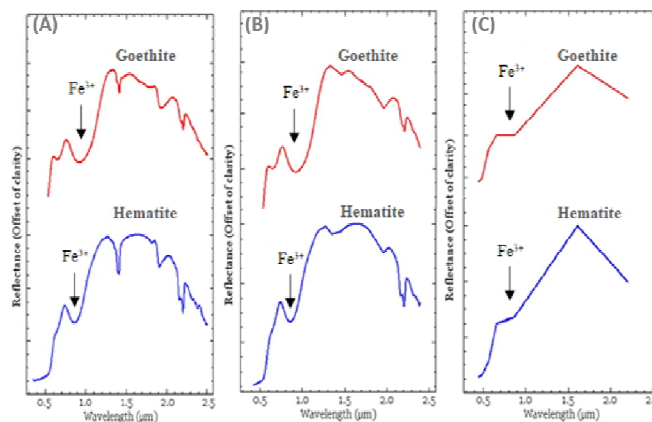 (A)
Goethite
Fe³⁺
Hematite
Fe³⁺
Reflectance (Offset of clarity)
0.5 1.0 1.5 2.0 2.5
Wavelength (μm)
(B)
Goethite
Fe³⁺
Hematite
Fe³⁺
Reflectance (Offset of clarity)
0.5 1.0 1.5 2.0 2.5
Wavelength (μm)
(C)
Goethite
Fe³⁺
Hematite
Fe³⁺
Reflectance (Offset of clarity)
0.5 1.0 1.5 2.0 2.5
Wavelength (μm)